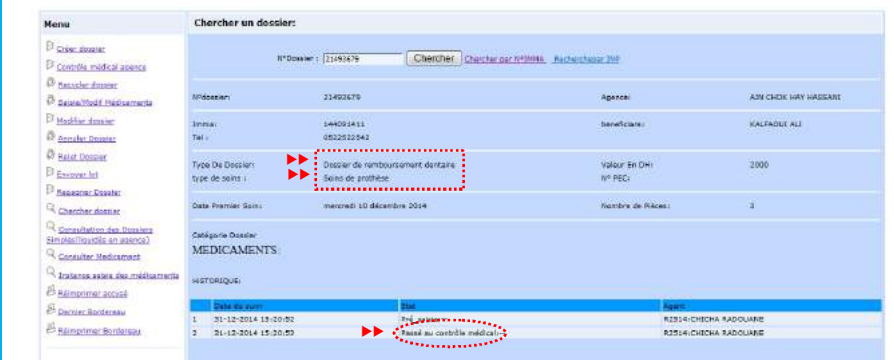 Menu
Créer dossier
Contrôle médical agence
Recycler dossier
Saisie/Modif Médicaments
Modifier dossier
Annuler Dossier
Rejet Dossier
Envoyer lot
Repasser Dossier
Chercher dossier
Consultation des Dossiers
Simples(liquidés en agence)
Consulter Medicament
Instance saisie des médicaments
Réimprimer accusé
Dernier Bordereau
Réimprimer Bordereau
Chercher un dossier:
N°Dossier : 21493679 Chercher Chercher par N°IMMA Rechercher par INP
N°dossier: 21493679 Agence: AIN CHOK HAY HASSANI
Imma: 144091411 beneficiare: KALFAOUI ALI
Tel : 0522522542
Type De Dossier: Dossier de remboursement dentaire Valeur En DH: 2000
type de soins : Soins de prothèse N° PEC:
Date Premier Soin: mercredi 10 décembre 2014 Nombre de Pièces: 3
Catégorie Dossier
MEDICAMENTS:
HISTORIQUE:
Date du suivi Etat Agent
1 31-12-2014 15:20:52 Pré saisie R2514:CHICHA RADOUANE
2 31-12-2014 15:20:53 Passé au contrôle médical R2514:CHICHA RADOUANE